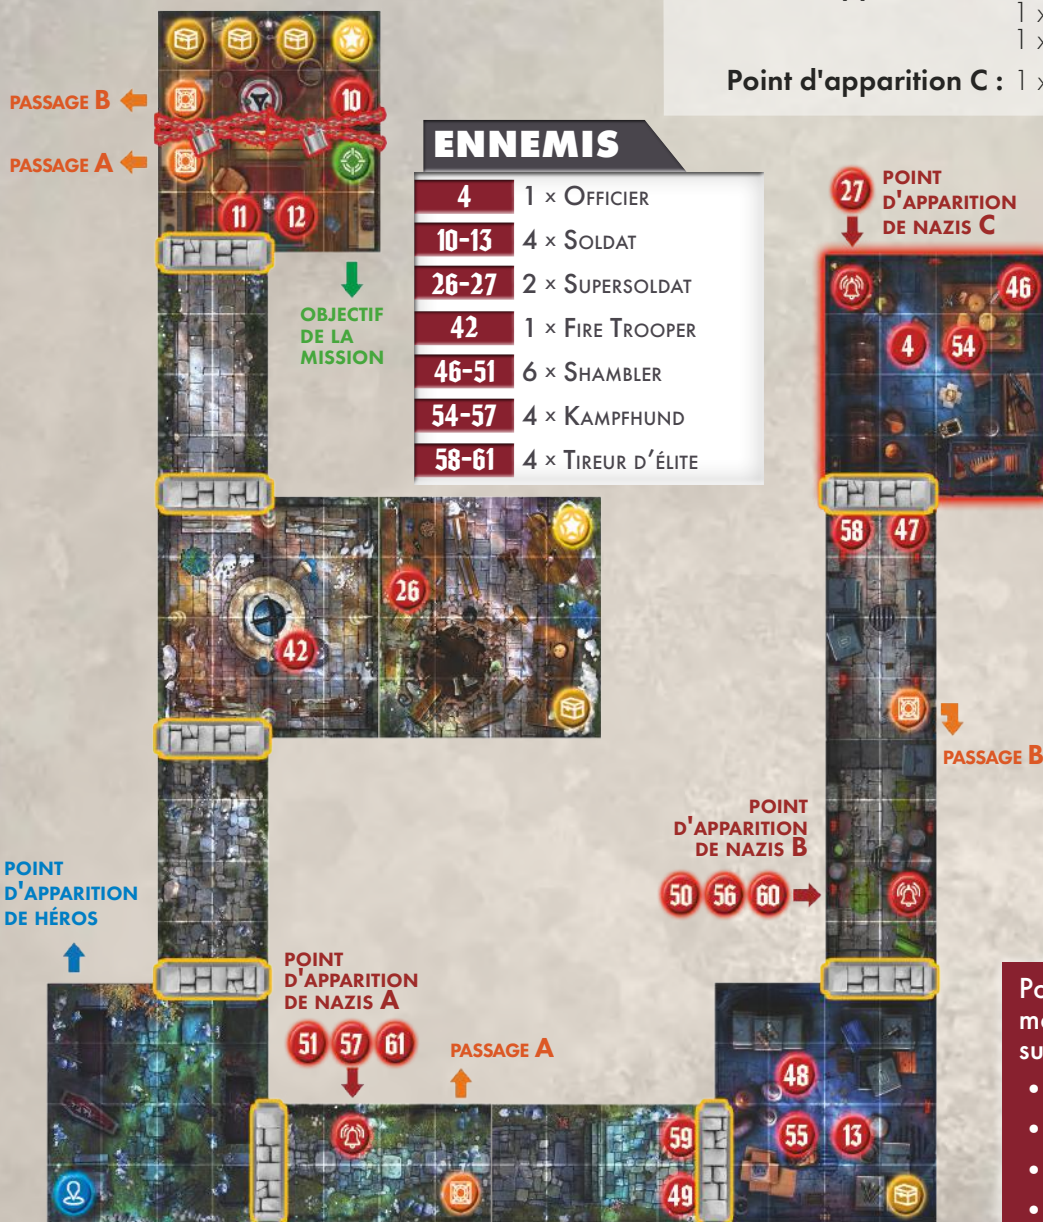 1 x
1 x
Point d'apparition C : 1 x
PASSAGE B
10
PASSAGE A
11
12
OBJECTIF
DE LA
MISSION
ENNEMIS
4 1 × OFFICIER
10-13 4 × SOLDAT
26-27 2 × SUPERSOLDAT
42 1 × FIRE TROOPER
46-51 6 × SHAMBLER
54-57 4 × KAMPFHUND
58-61 4 × TIREUR D'ÉLITE
27
POINT
D'APPARITION
DE NAZIS C
46
4
54
58
47
26
42
PASSAGE B
POINT
D'APPARITION
DE NAZIS B
50 56 60
POINT
D'APPARITION
DE HÉROS
POINT
D'APPARITION
DE NAZIS A
51 57 61
PASSAGE A
59
49
48
55
13
Po
m
su
•
•
•
•